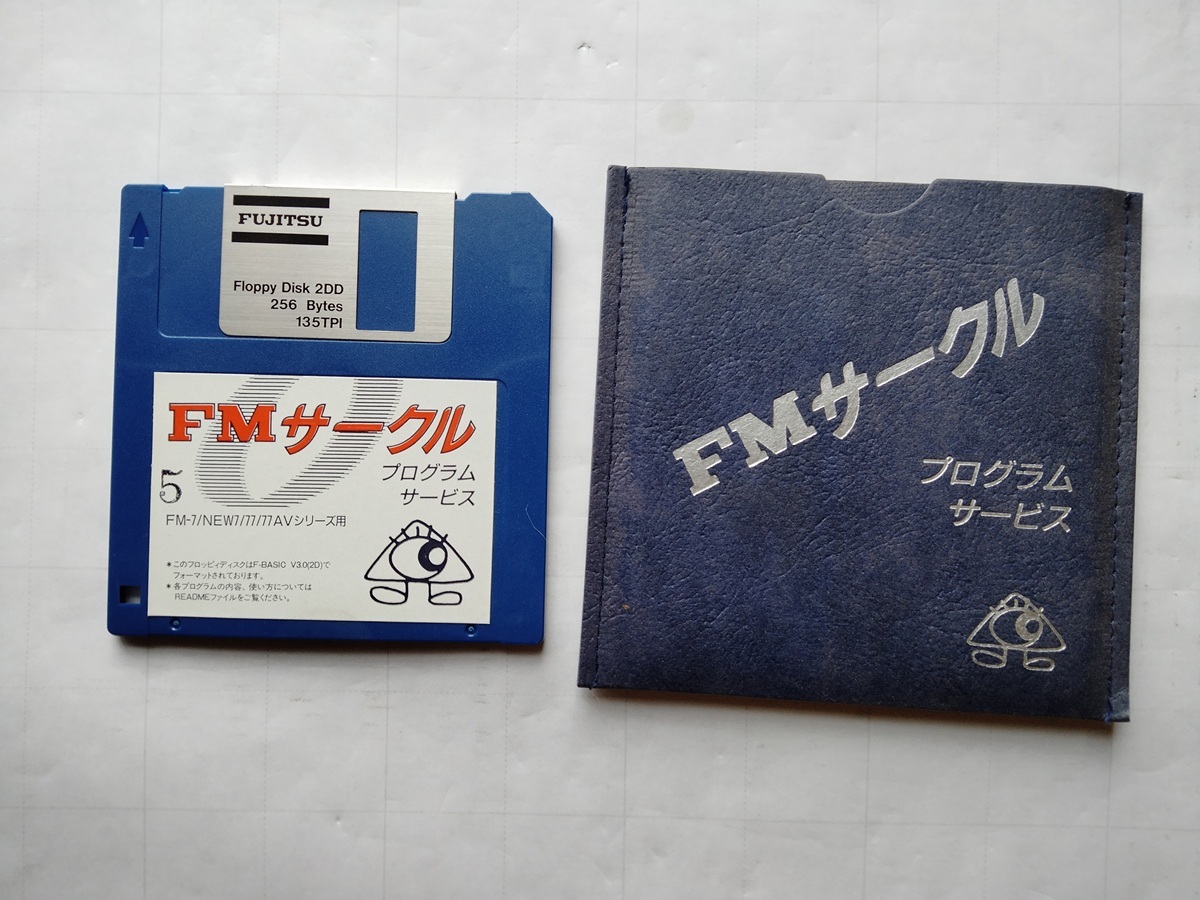 FUJITSU
Floppy Disk 2DD
256 Bytes
135TPI
FMサークル
プログラム
サービス
5
FM-7/NEW7/77/77AVシリーズ用
*このフロッピィディスクはF-BASIC V3.0(2D)で
フォーマットされております。
*各プログラムの内容、使い方については
READMEファイルをご覧ください。
FMサークル
プログラム
サービス